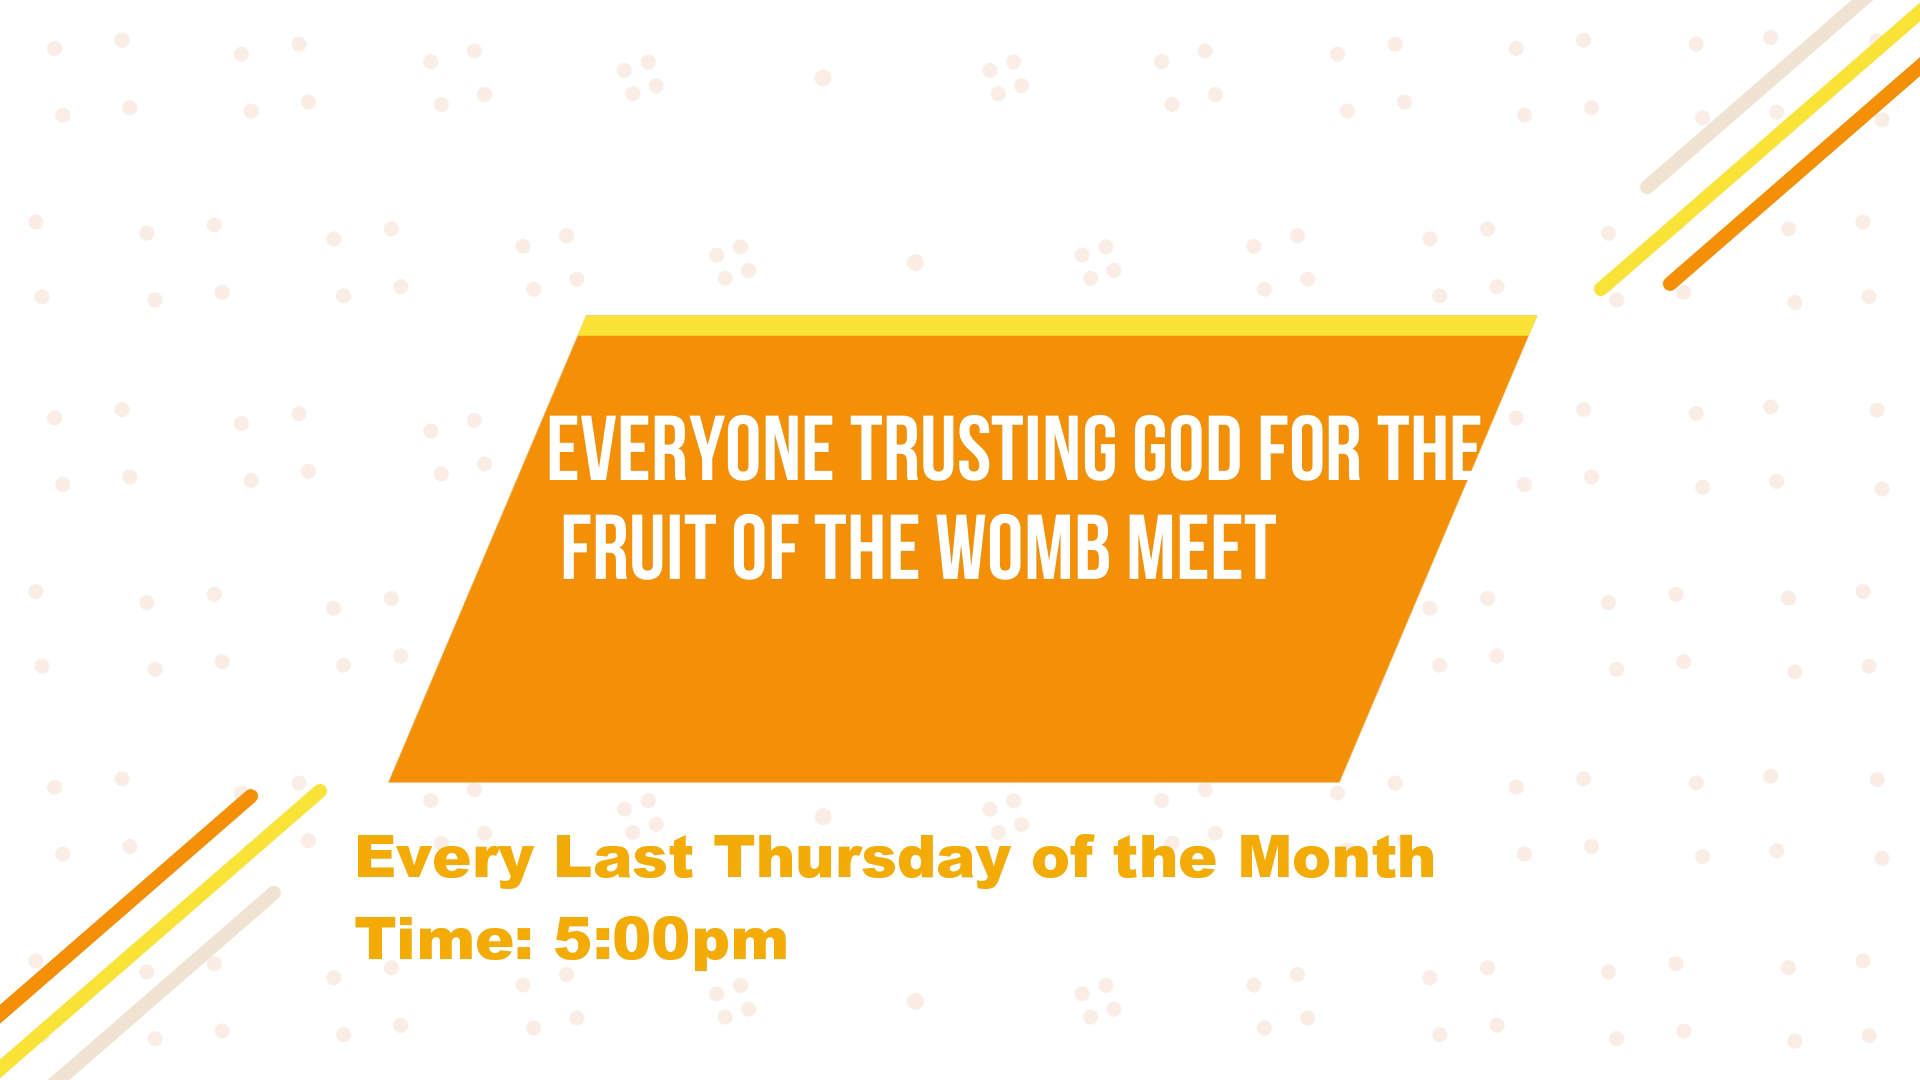 EVERYONE TRUSTING GOD FOR THE
FRUIT OF THE WOMB MEET
Every Last Thursday of the Month
Time: 5:00pm